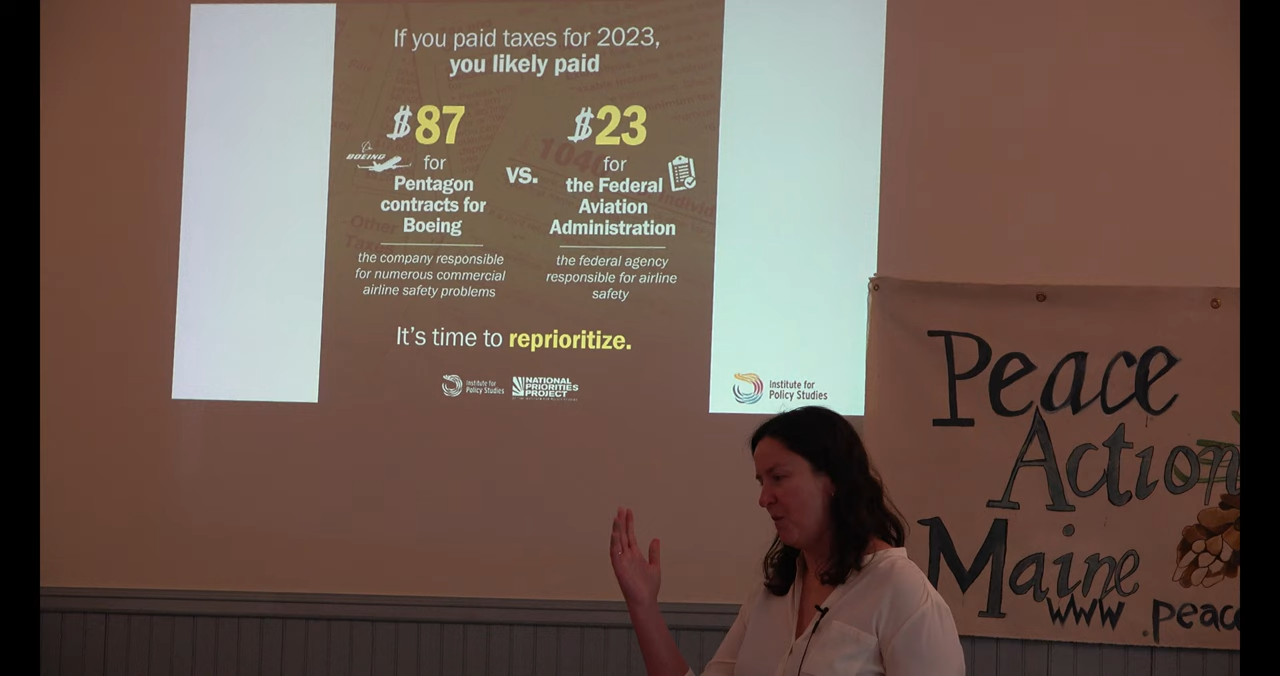 If you paid taxes for 2023,
you likely paid
$87
BOEING
for
Pentagon
contracts for
Boeing
the company responsible
for numerous commercial
airline safety problems
vs.
$23
for
the Federal
Aviation
Administration
the federal agency
responsible for airline
safety
It's time to reprioritize.
Institute for
Policy Studies
NATIONAL
PRIORITIES
PROJECT
Institute for
Policy Studies
Peace
Action
Maine
www.peac